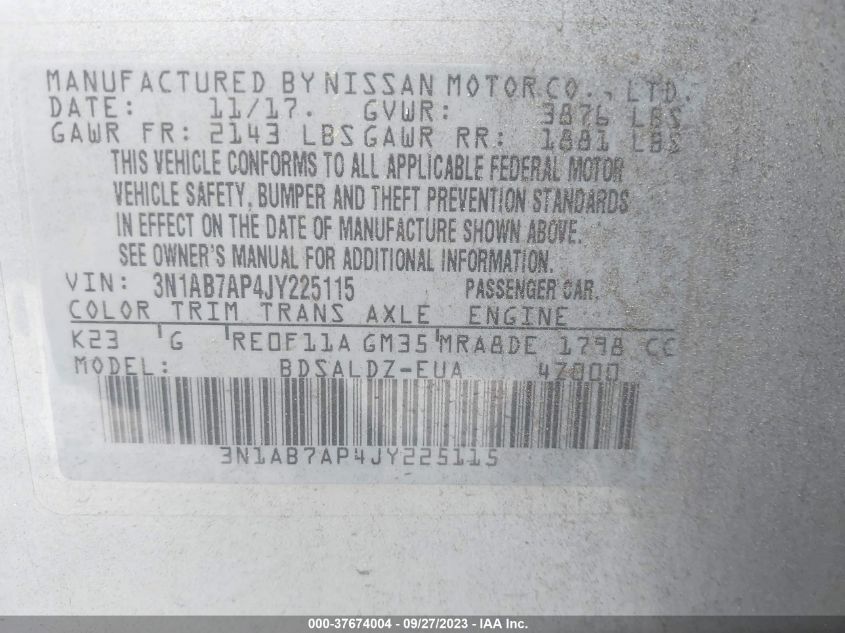 MANUFACTURED BY NISSAN MOTOR CO., LTD.
DATE: 11/17. GVWR: 3876 LBS
GAWR FR: 2143 LBS GAWR RR: 1881 LBS
THIS VEHICLE CONFORMS TO ALL APPLICABLE FEDERAL MOTOR
VEHICLE SAFETY, BUMPER AND THEFT PREVENTION STANDARDS
IN EFFECT ON THE DATE OF MANUFACTURE SHOWN ABOVE.
SEE OWNER'S MANUAL FOR ADDITIONAL INFORMATION.
VIN: 3N1AB7AP4JY225115 PASSENGER CAR.
COLOR TRIM TRANS AXLE ENGINE
K23 G RE0F11A GM35 MRA8DE 1798 CC
MODEL: BDSALDZ-EUA 4Z000
3N1AB7AP4JY225115
000-37674004 - 09/27/2023 - IAA Inc.